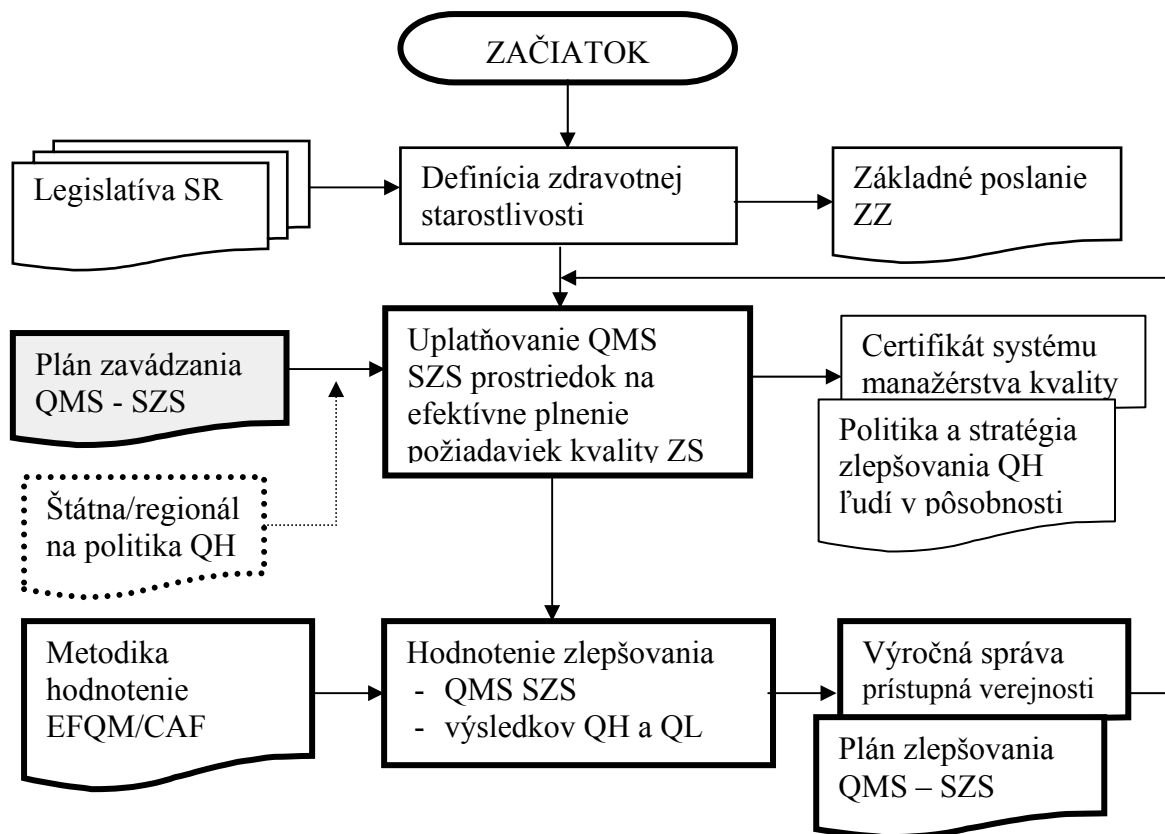 ZAČIATOK
Legislatíva SR
Definícia zdravotnej
starostlivosti
Základné poslanie
ZZ
Plán zavádzania
QMS - SZS
Uplatňovanie QMS
SZS prostriedok na
efektívne plnenie
požiadaviek kvality ZS
Certifikát systému
manažérstva kvality
Politika a stratégia
zlepšovania QH
ľudí v pôsobnosti
Štátna/regionál
na politika QH
Metodika
hodnotenie
EFQM/CAF
Hodnotenie zlepšovania
- QMS SZS
- výsledkov QH a QL
Výročná správa
prístupná verejnosti
Plán zlepšovania
QMS – SZS